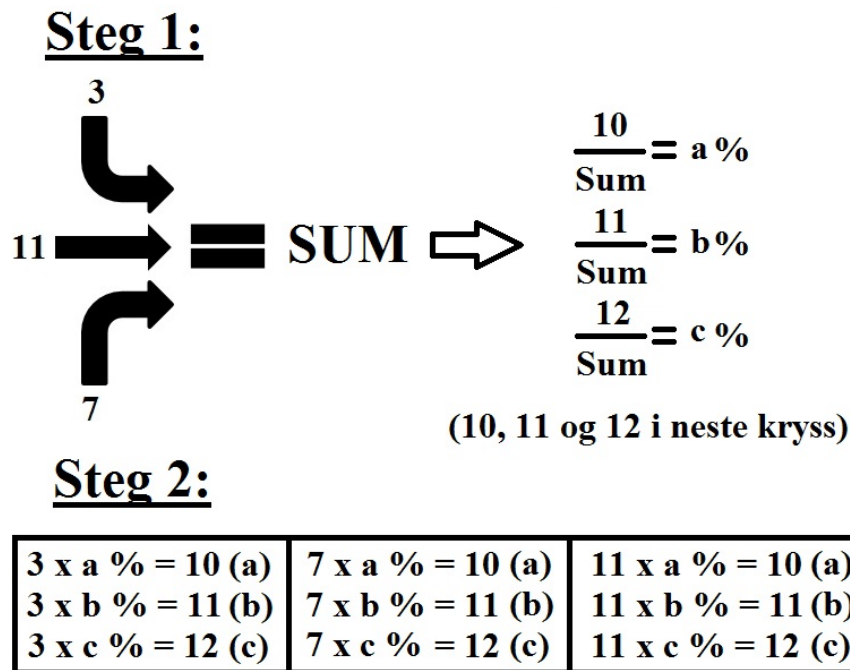 Steg 1:
3
11
7
SUM
10
Sum
= a %
11
Sum
= b %
12
Sum
= c %
(10, 11 og 12 i neste kryss)
Steg 2:
3 x a % = 10 (a)
3 x b % = 11 (b)
3 x c % = 12 (c)
7 x a % = 10 (a)
7 x b % = 11 (b)
7 x c % = 12 (c)
11 x a % = 10 (a)
11 x b % = 11 (b)
11 x c % = 12 (c)